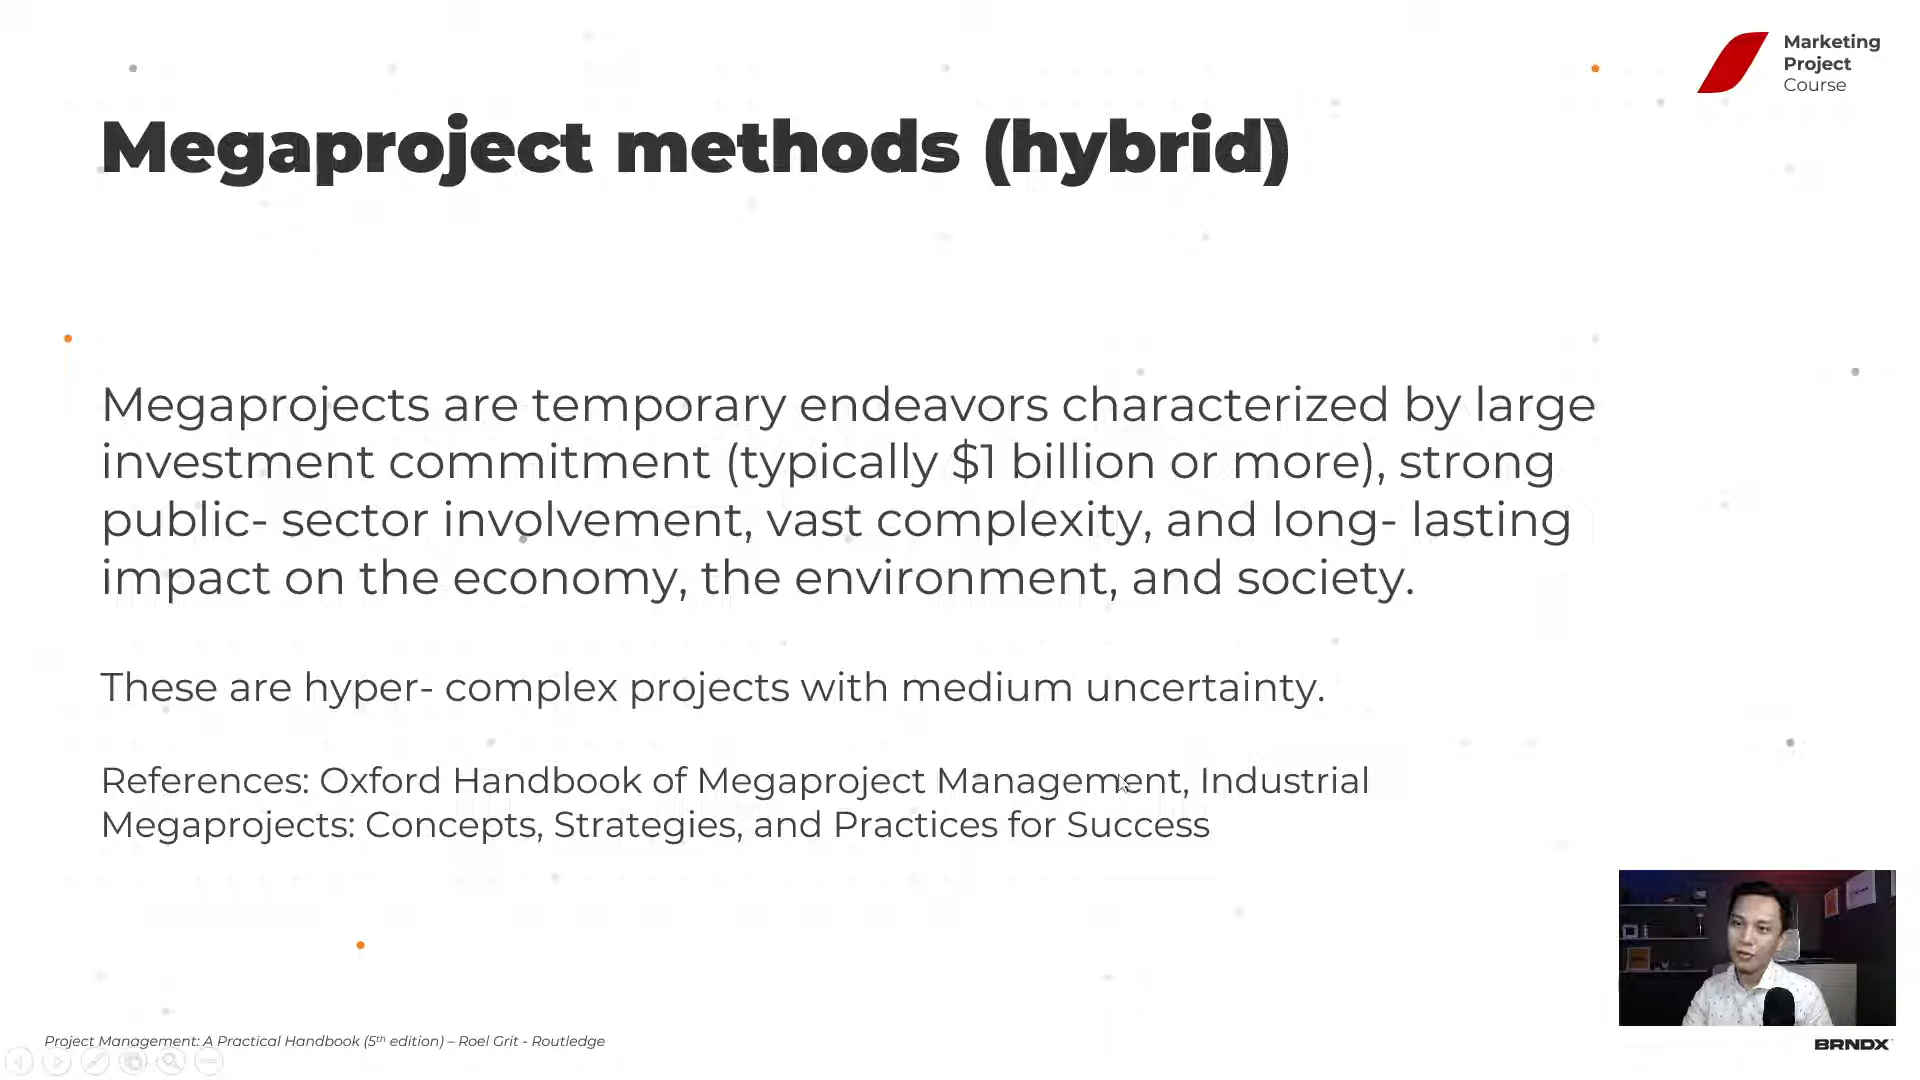 Marketing
Project
Course
Megaproject methods (hybrid)
Megaprojects are temporary endeavors characterized by large
investment commitment (typically $1 billion or more), strong
public- sector involvement, vast complexity, and long- lasting
impact on the economy, the environment, and society.
These are hyper- complex projects with medium uncertainty.
References: Oxford Handbook of Megaproject Management, Industrial
Megaprojects: Concepts, Strategies, and Practices for Success
Project Management: A Practical Handbook (5th edition) – Roel Grit - Routledge
BRNDX